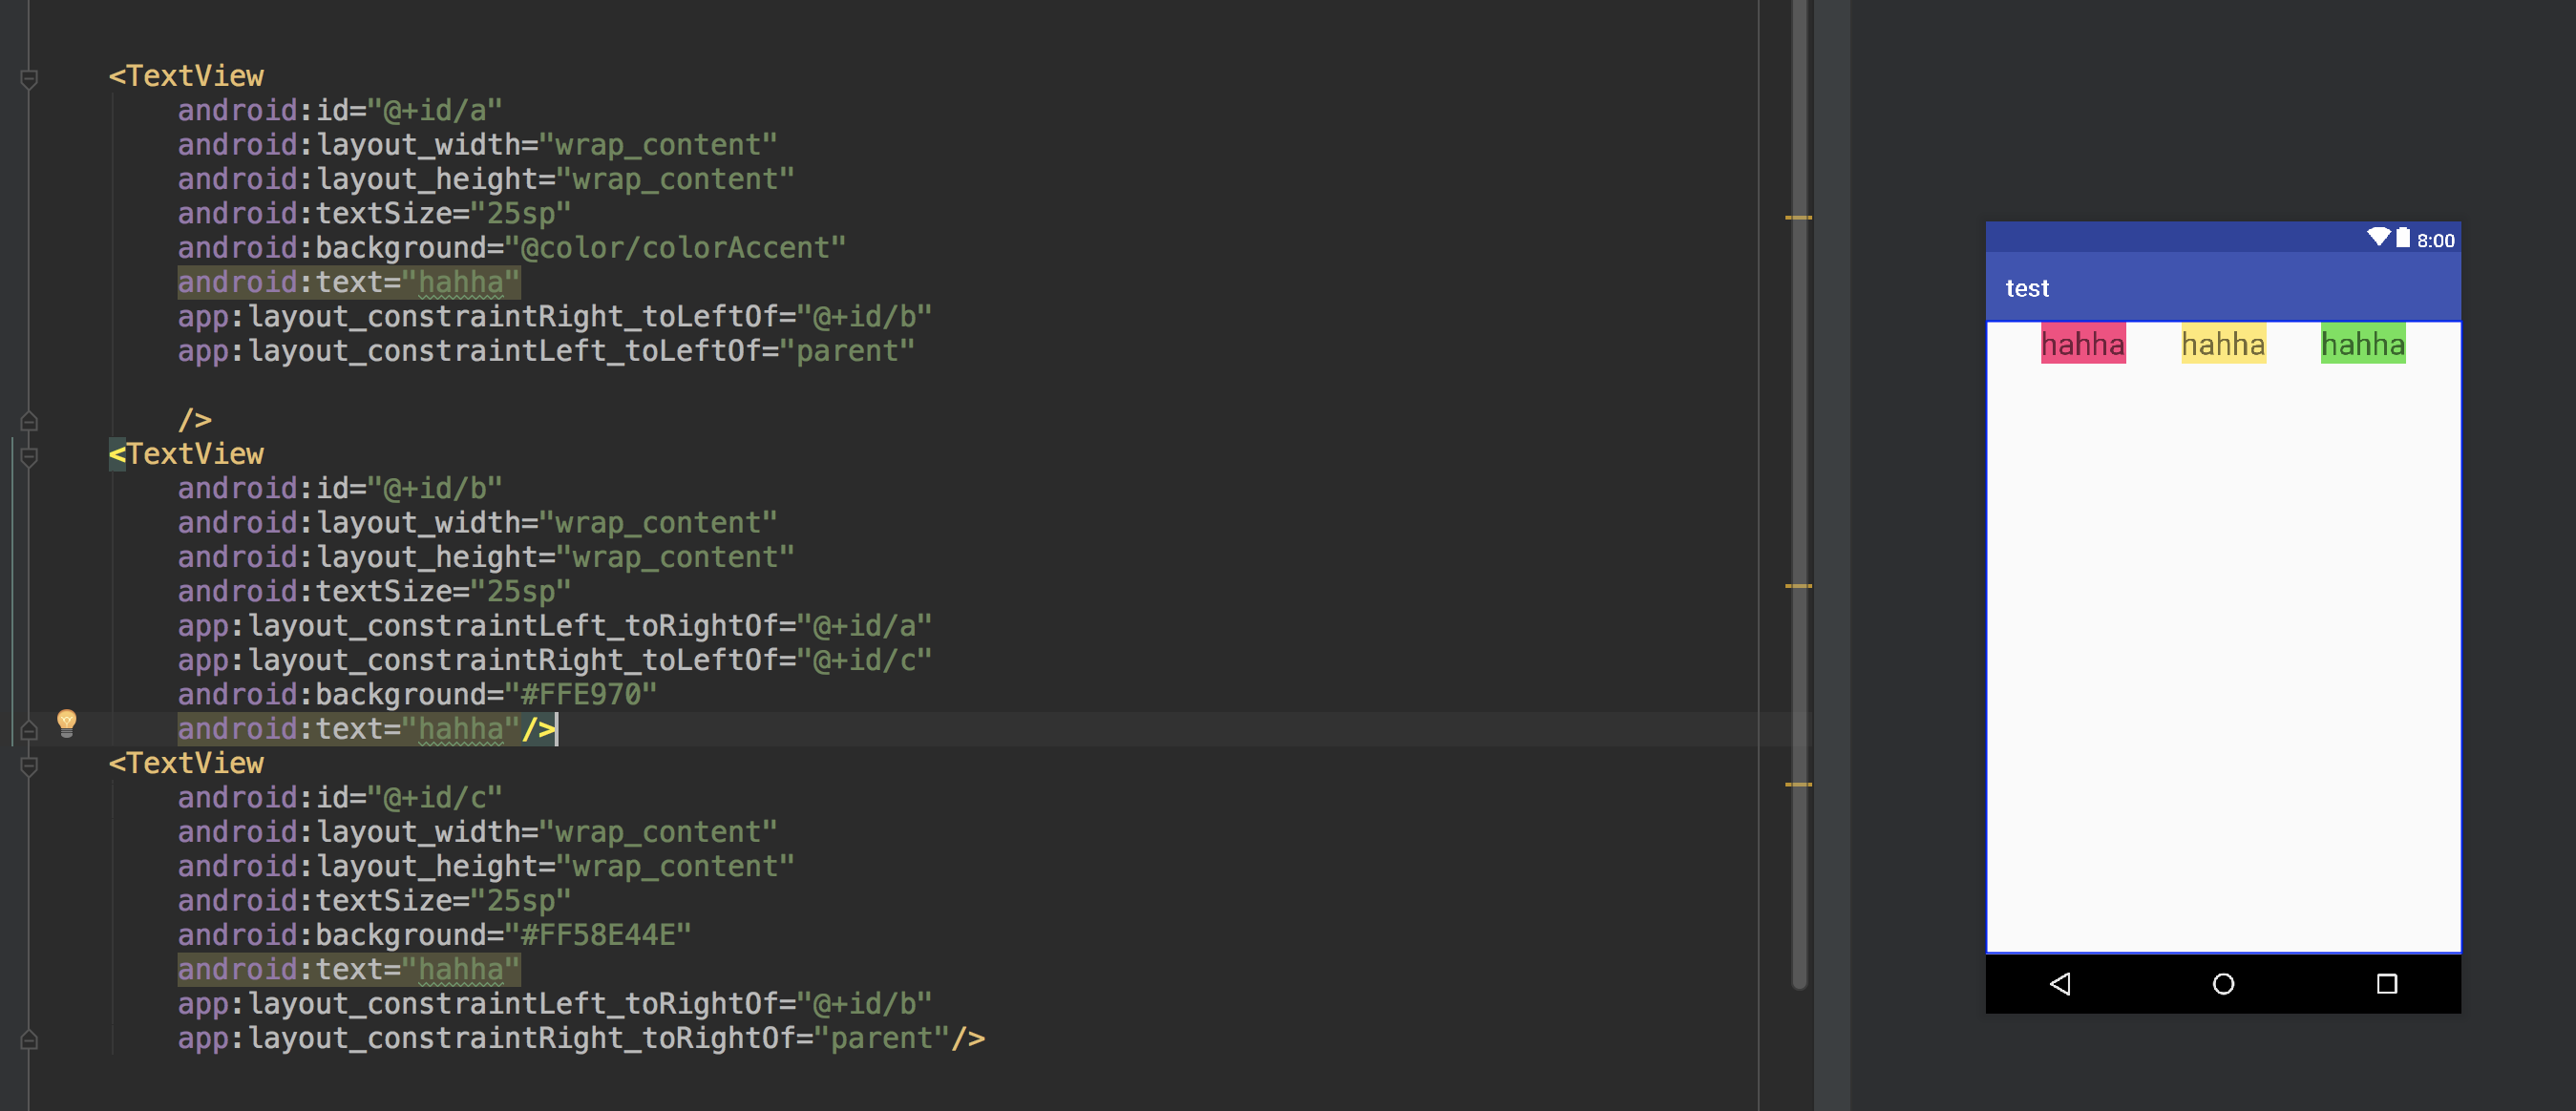 <TextView
android:id="@+id/a"
android:layout_width="wrap_content"
android:layout_height="wrap_content"
android:textSize="25sp"
android:background="@color/colorAccent"
android:text="hahha"
app:layout_constraintRight_toLeftOf="@+id/b"
app:layout_constraintLeft_toLeftOf="parent"
/>
<TextView
android:id="@+id/b"
android:layout_width="wrap_content"
android:layout_height="wrap_content"
android:textSize="25sp"
app:layout_constraintLeft_toRightOf="@+id/a"
app:layout_constraintRight_toLeftOf="@+id/c"
android:background="#FFE970"
android:text="hahha"/>
<TextView
android:id="@+id/c"
android:layout_width="wrap_content"
android:layout_height="wrap_content"
android:textSize="25sp"
android:background="#FF58E44E"
android:text="hahha"
app:layout_constraintLeft_toRightOf="@+id/b"
app:layout_constraintRight_toRightOf="parent"/>
8:00
test
hahha hahha hahha